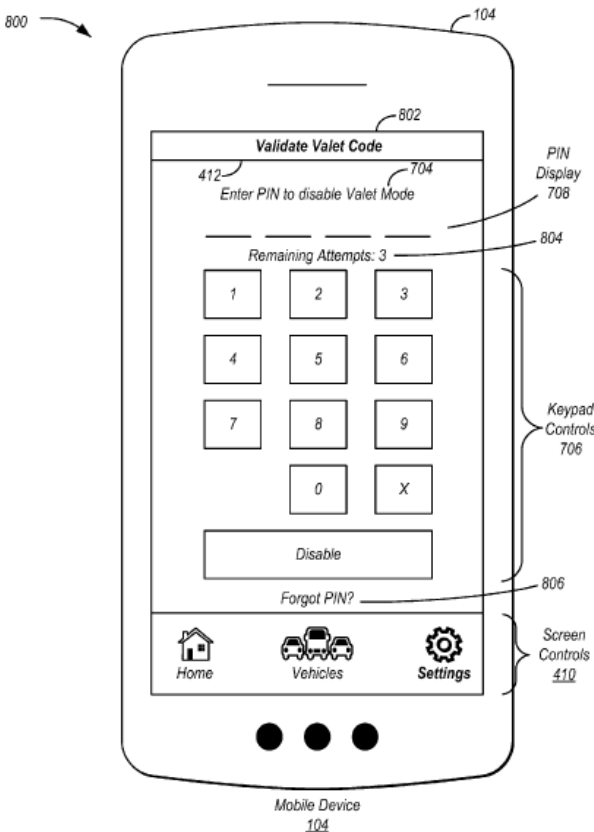 800
104
802
Validate Valet Code
412
704
Enter PIN to disable Valet Mode
PIN
Display
708
804
Remaining Attempts: 3
1 2 3
4 5 6
7 8 9
0 X
Keypad
Controls
706
Disable
806
Forgot PIN?
Home Vehicles Settings
Screen
Controls
410
Mobile Device
104